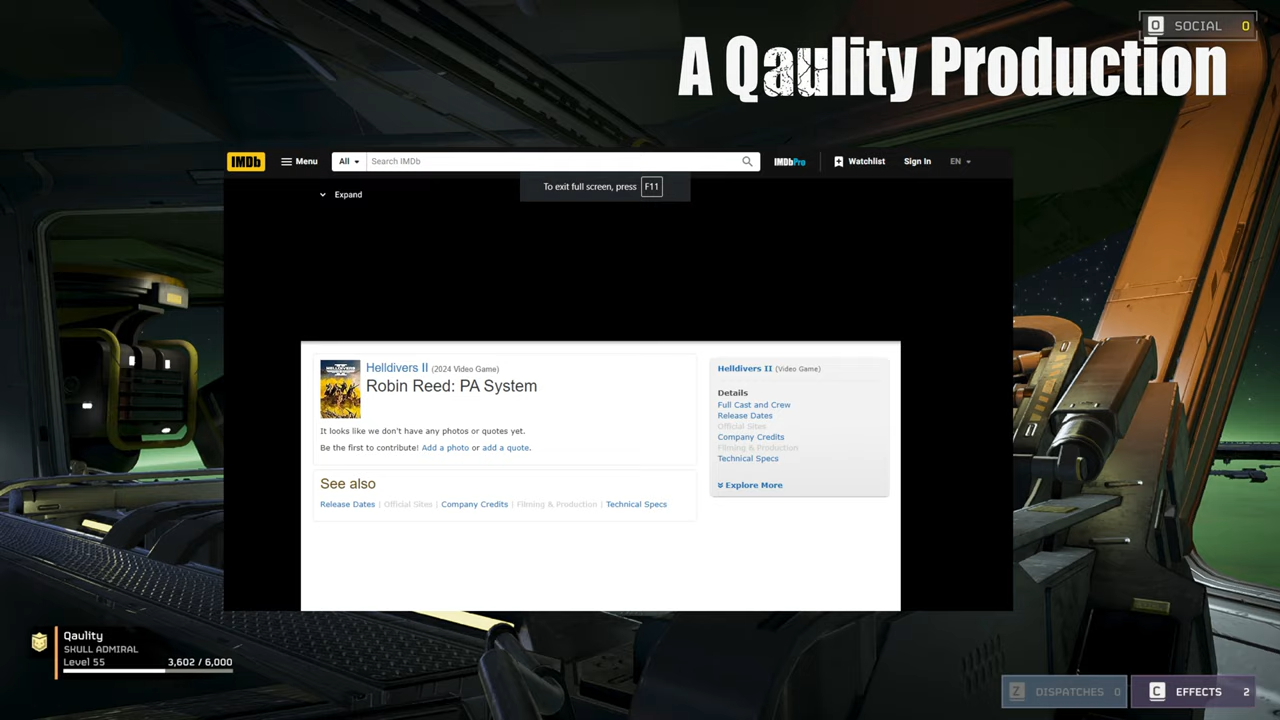 O SOCIAL 0
A Qaulity Production
IMDb Menu All Search IMDb IMDbPro Watchlist Sign In EN
To exit full screen, press F11
Expand
Helldivers II (2024 Video Game)
Robin Reed: PA System
It looks like we don't have any photos or quotes yet.
Be the first to contribute! Add a photo or add a quote.
See also
Release Dates | Official Sites | Company Credits | Filming & Production | Technical Specs
Helldivers II (Video Game)
Details
Full Cast and Crew
Release Dates
Official Sites
Company Credits
Filming & Production
Technical Specs
Explore More
Qaulity
SKULL ADMIRAL
Level 55 3,602 / 6,000
Z DISPATCHES 0 C EFFECTS 2